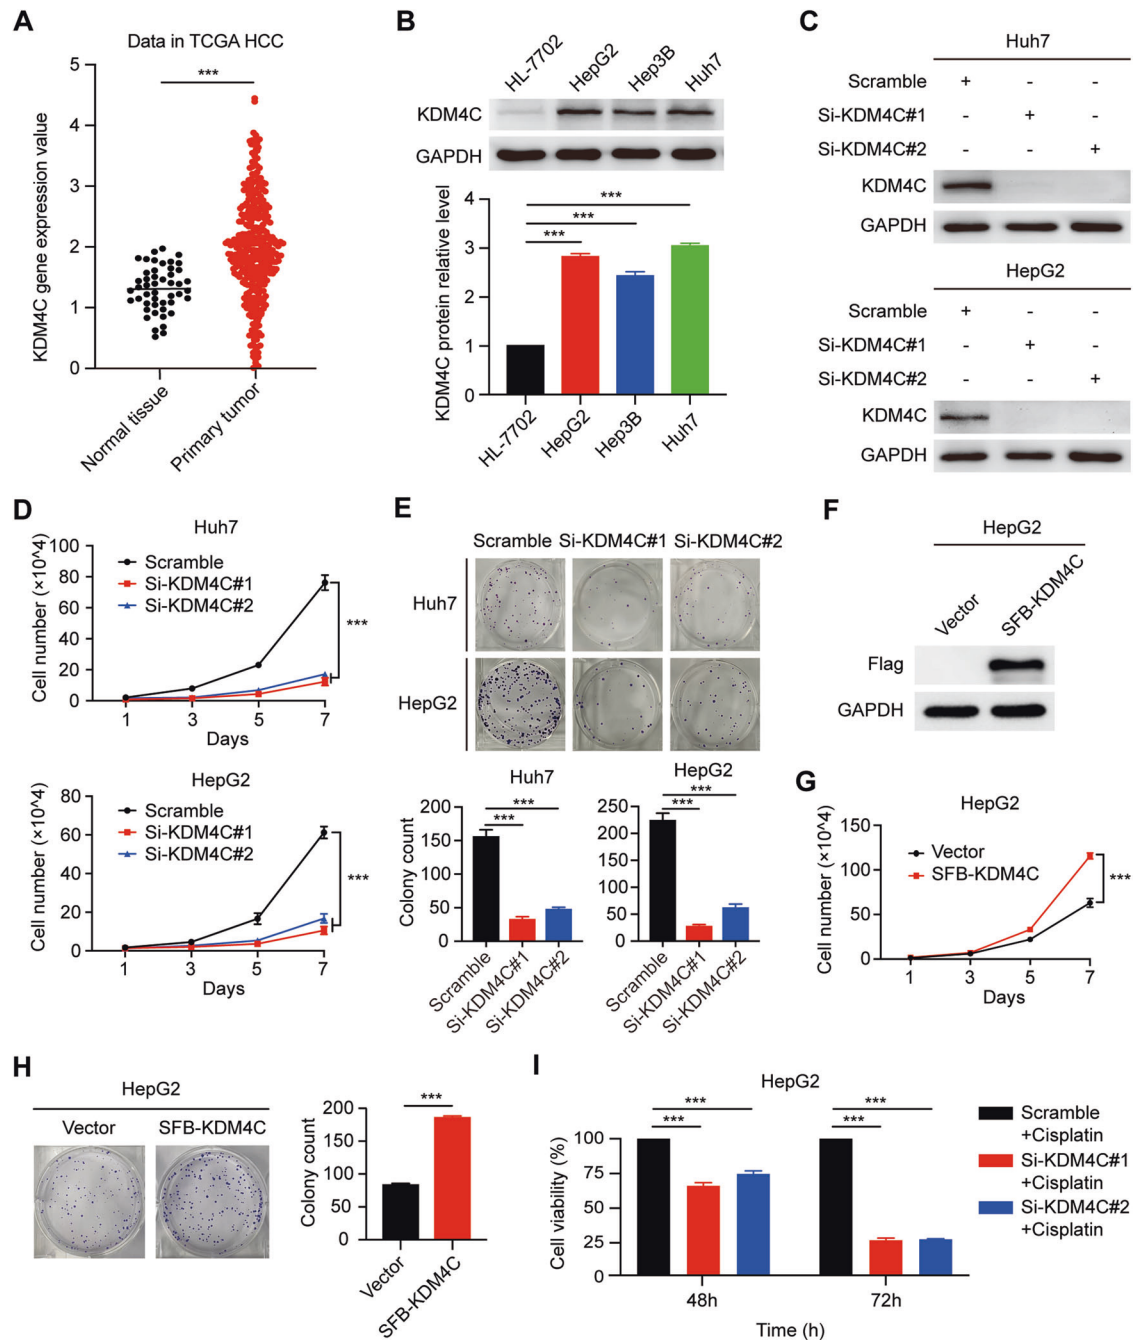 A
Data in TCGA HCC
***
KDM4C gene expression value
5
4
3
2
1
0
Normal tissue
Primary tumor
B
HL-7702
HepG2
Hep3B
Huh7
KDM4C
GAPDH
KDM4C protein relative level
4
3
2
1
0
***
***
***
HL-7702
HepG2
Hep3B
Huh7
C
Huh7
Scramble + - -
Si-KDM4C#1 - + -
Si-KDM4C#2 - - +
KDM4C
GAPDH
HepG2
Scramble + - -
Si-KDM4C#1 - + -
Si-KDM4C#2 - - +
KDM4C
GAPDH
D
Huh7
Cell number (×10^4)
100
80
60
40
20
0
Scramble
Si-KDM4C#1
Si-KDM4C#2
***
1 3 5 7
Days
HepG2
Cell number (×10^4)
80
60
40
20
0
Scramble
Si-KDM4C#1
Si-KDM4C#2
***
1 3 5 7
Days
E
Scramble Si-KDM4C#1 Si-KDM4C#2
Huh7
HepG2
Huh7
Colony count
200
150
100
50
0
***
***
Scramble
Si-KDM4C#1
Si-KDM4C#2
HepG2
250
200
150
100
50
0
***
***
Scramble
Si-KDM4C#1
Si-KDM4C#2
F
HepG2
Vector
SFB-KDM4C
Flag
GAPDH
G
HepG2
Cell number (×10^4)
150
100
50
0
Vector
SFB-KDM4C
***
1 3 5 7
Days
H
HepG2
Vector SFB-KDM4C
Colony count
200
150
100
50
0
***
Vector
SFB-KDM4C
I
HepG2
Cell viability (%)
100
75
50
25
0
***
***
***
***
48h 72h
Time (h)
Scramble
+Cisplatin
Si-KDM4C#1
+Cisplatin
Si-KDM4C#2
+Cisplatin